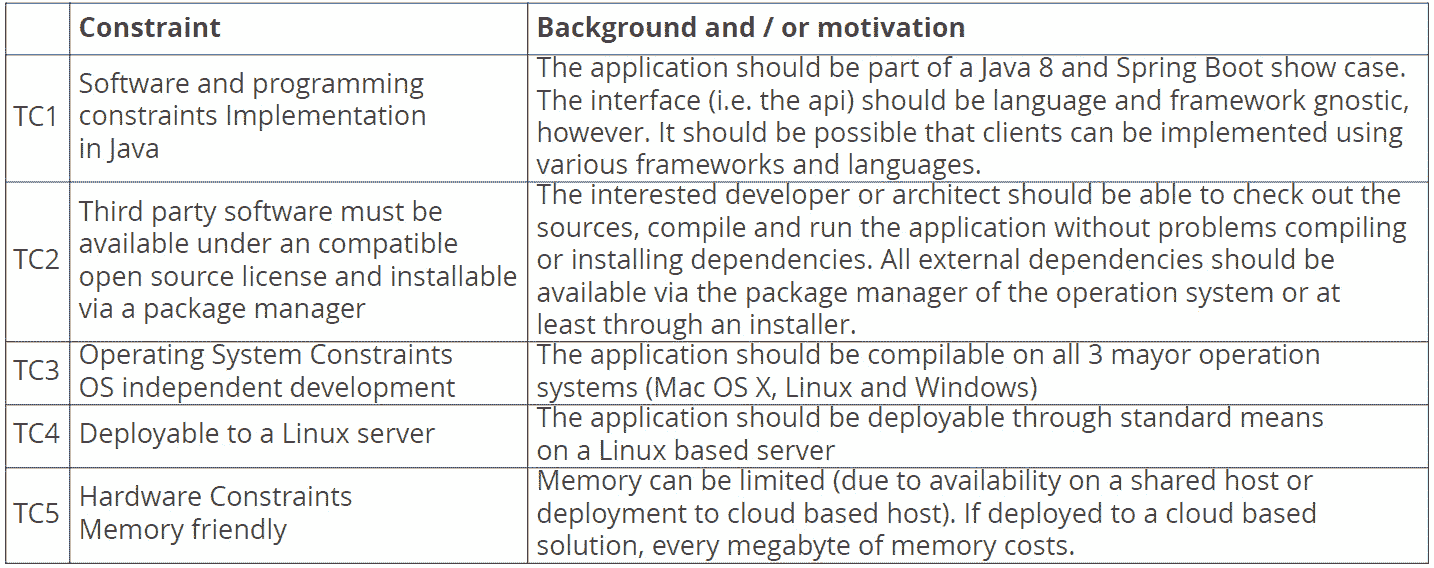 Constraint
Background and / or motivation
TC1
Software and programming
constraints Implementation
in Java
The application should be part of a Java 8 and Spring Boot show case.
The interface (i.e. the api) should be language and framework gnostic,
however. It should be possible that clients can be implemented using
various frameworks and languages.
TC2
Third party software must be
available under an compatible
open source license and installable
via a package manager
The interested developer or architect should be able to check out the
sources, compile and run the application without problems compiling
or installing dependencies. All external dependencies should be
available via the package manager of the operation system or at
least through an installer.
TC3
Operating System Constraints
OS independent development
The application should be compilable on all 3 mayor operation
systems (Mac OS X, Linux and Windows)
TC4
Deployable to a Linux server
The application should be deployable through standard means
on a Linux based server
TC5
Hardware Constraints
Memory friendly
Memory can be limited (due to availability on a shared host or
deployment to cloud based host). If deployed to a cloud based
solution, every megabyte of memory costs.